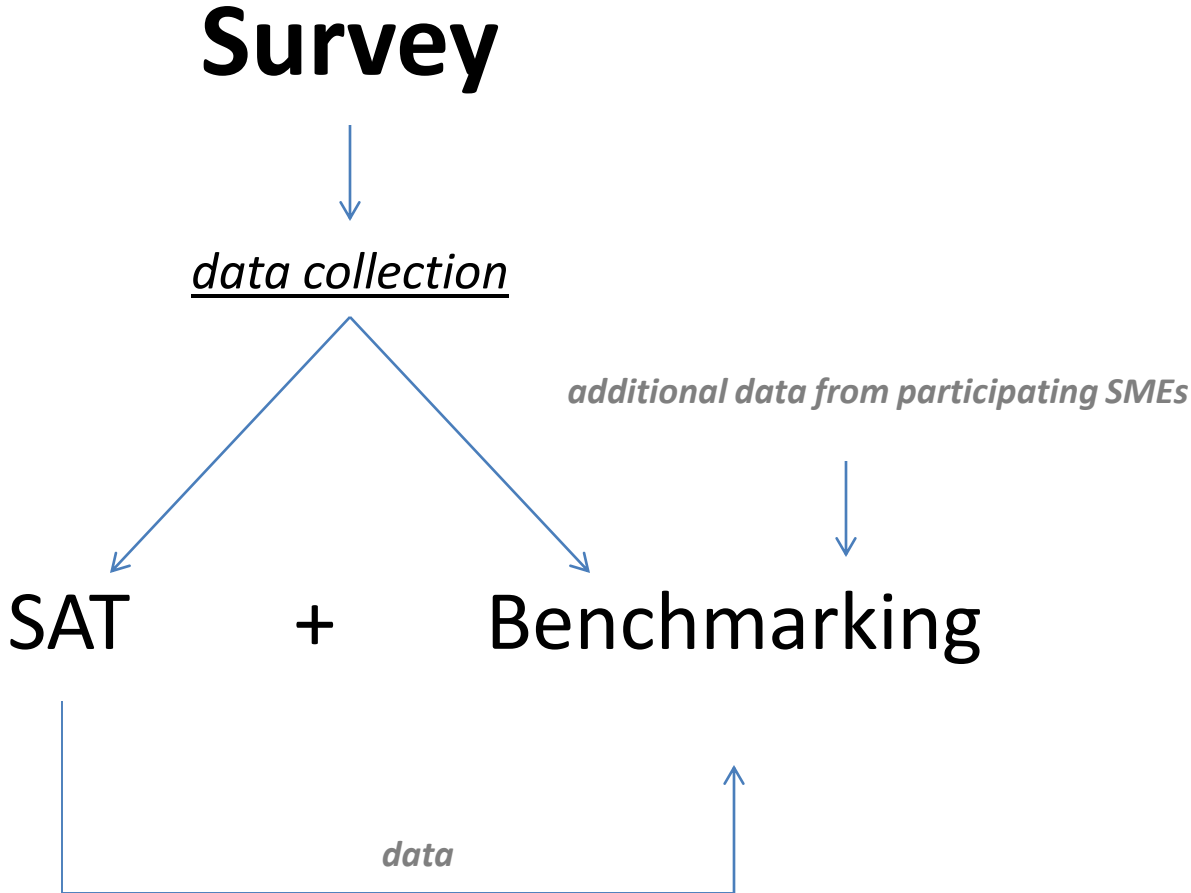 Survey
data collection
additional data from participating SMEs
SAT + Benchmarking
data